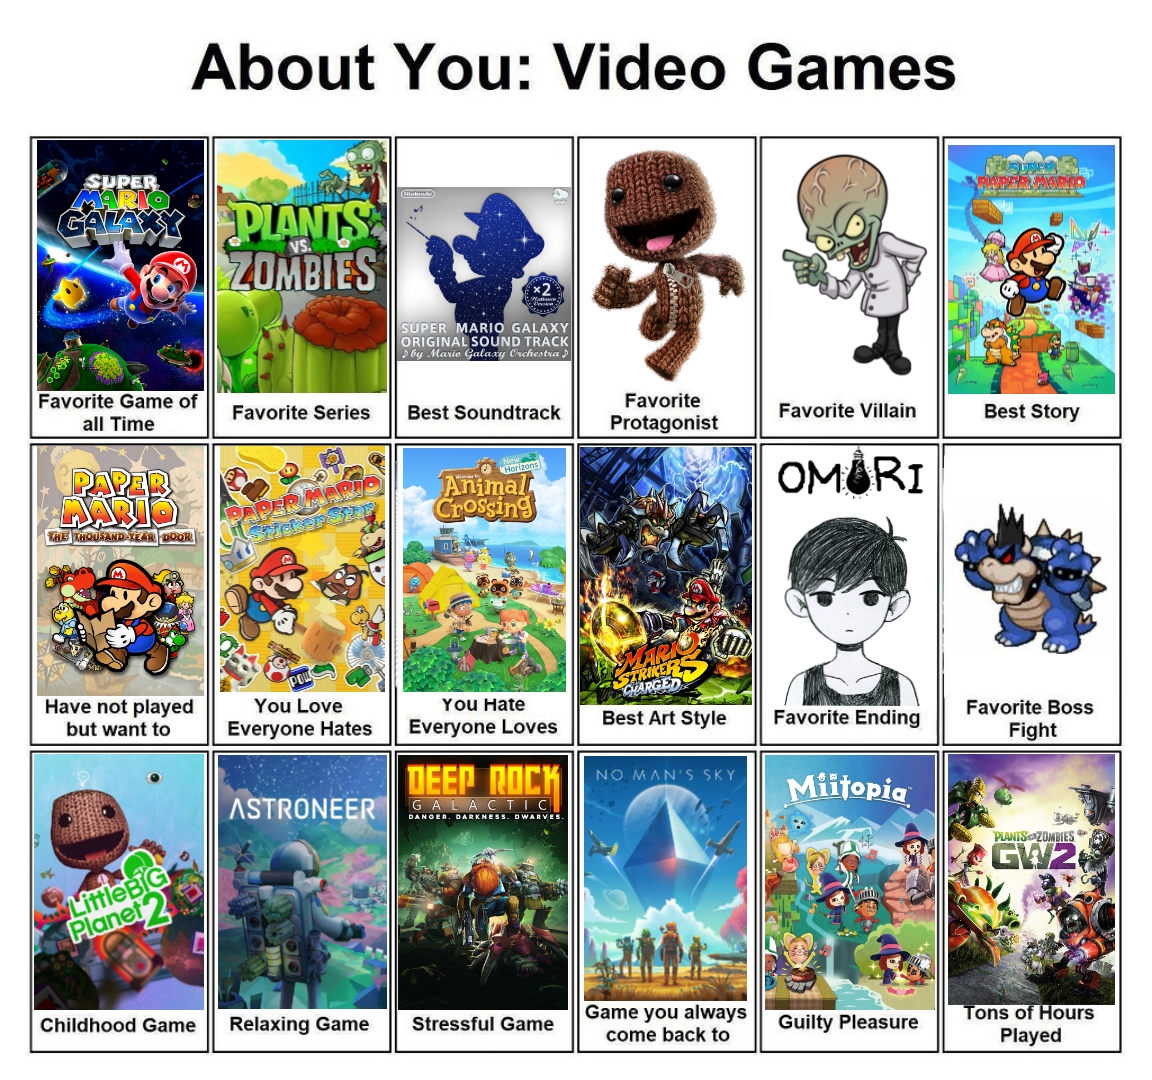 About You: Video Games
SUPER
MARIO
GALAXY
Favorite Game of
all Time
PLANTS
VS.
ZOMBIES
Favorite Series
Nintendo
×2
Platinum
Version
SUPER MARIO GALAXY
ORIGINAL SOUND TRACK
♪ by Mario Galaxy Orchestra ♪
Best Soundtrack
Favorite
Protagonist
Favorite Villain
SUPER
PAPER MARIO
Best Story
PAPER
MARIO
THE THOUSAND-YEAR DOOR
Have not played
but want to
PAPER MARIO
Sticker Star
POW
You Love
Everyone Hates
New
Horizons
Animal
Crossing
You Hate
Everyone Loves
MARIO
STRIKERS
CHARGED
Best Art Style
OMORI
Favorite Ending
Favorite Boss
Fight
LittleBIG
Planet 2
Childhood Game
ASTRONEER
Relaxing Game
DEEP ROCK
GALACTIC
DANGER. DARKNESS. DWARVES.
Stressful Game
NO MAN'S SKY
Game you always
come back to
Miitopia
Guilty Pleasure
PLANTS VS. ZOMBIES
GW2
Tons of Hours
Played